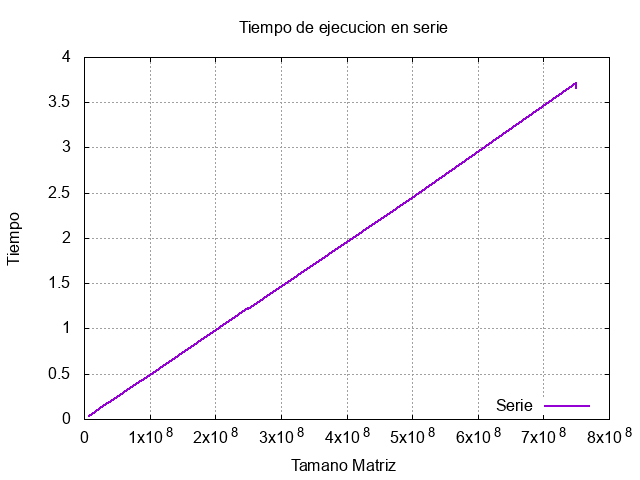 Tiempo de ejecucion en serie
4
3.5
3
2.5
2
1.5
1
0.5
0
Tiempo
Serie
0 1x10^8 2x10^8 3x10^8 4x10^8 5x10^8 6x10^8 7x10^8 8x10^8
Tamano Matriz